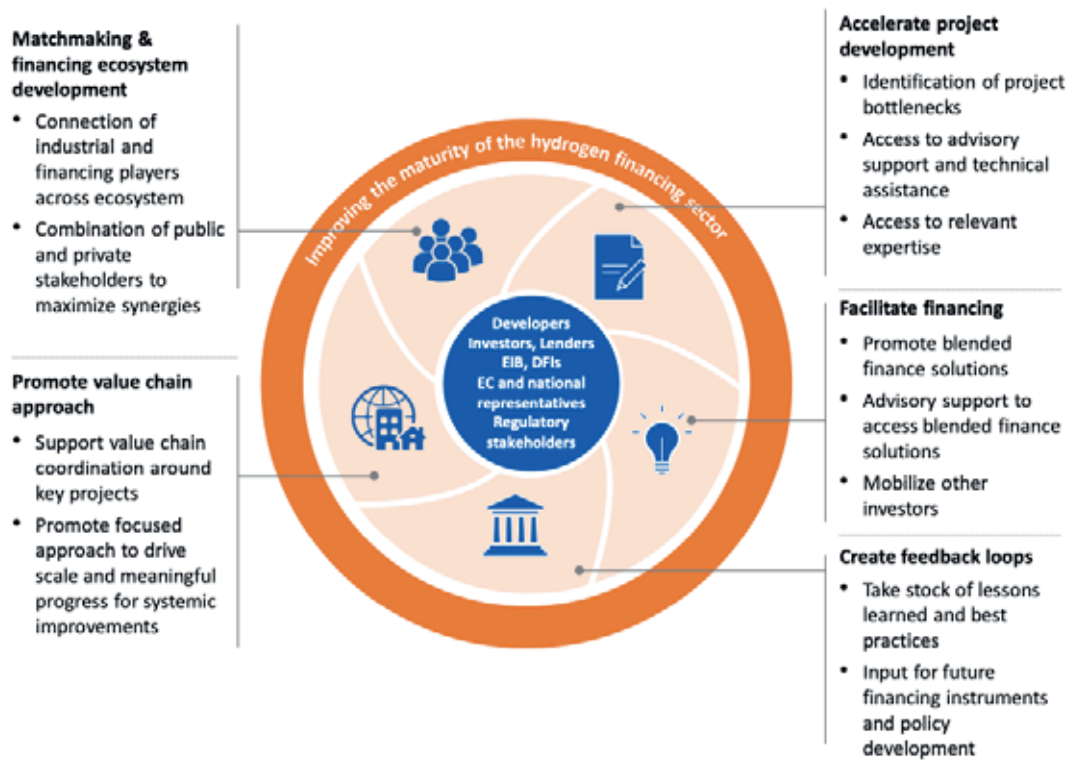 Matchmaking &
financing ecosystem
development
• Connection of
industrial and
financing players
across ecosystem
• Combination of public
and private
stakeholders to
maximize synergies
Promote value chain
approach
• Support value chain
coordination around
key projects
• Promote focused
approach to drive
scale and meaningful
progress for systemic
improvements
Improving the maturity of the hydrogen financing sector
Developers
Investors, Lenders
EIB, DFIs
EC and national
representatives
Regulatory
stakeholders
Accelerate project
development
• Identification of project
bottlenecks
• Access to advisory
support and technical
assistance
• Access to relevant
expertise
Facilitate financing
• Promote blended
finance solutions
• Advisory support to
access blended finance
solutions
• Mobilize other
investors
Create feedback loops
• Take stock of lessons
learned and best
practices
• Input for future
financing instruments
and policy
development